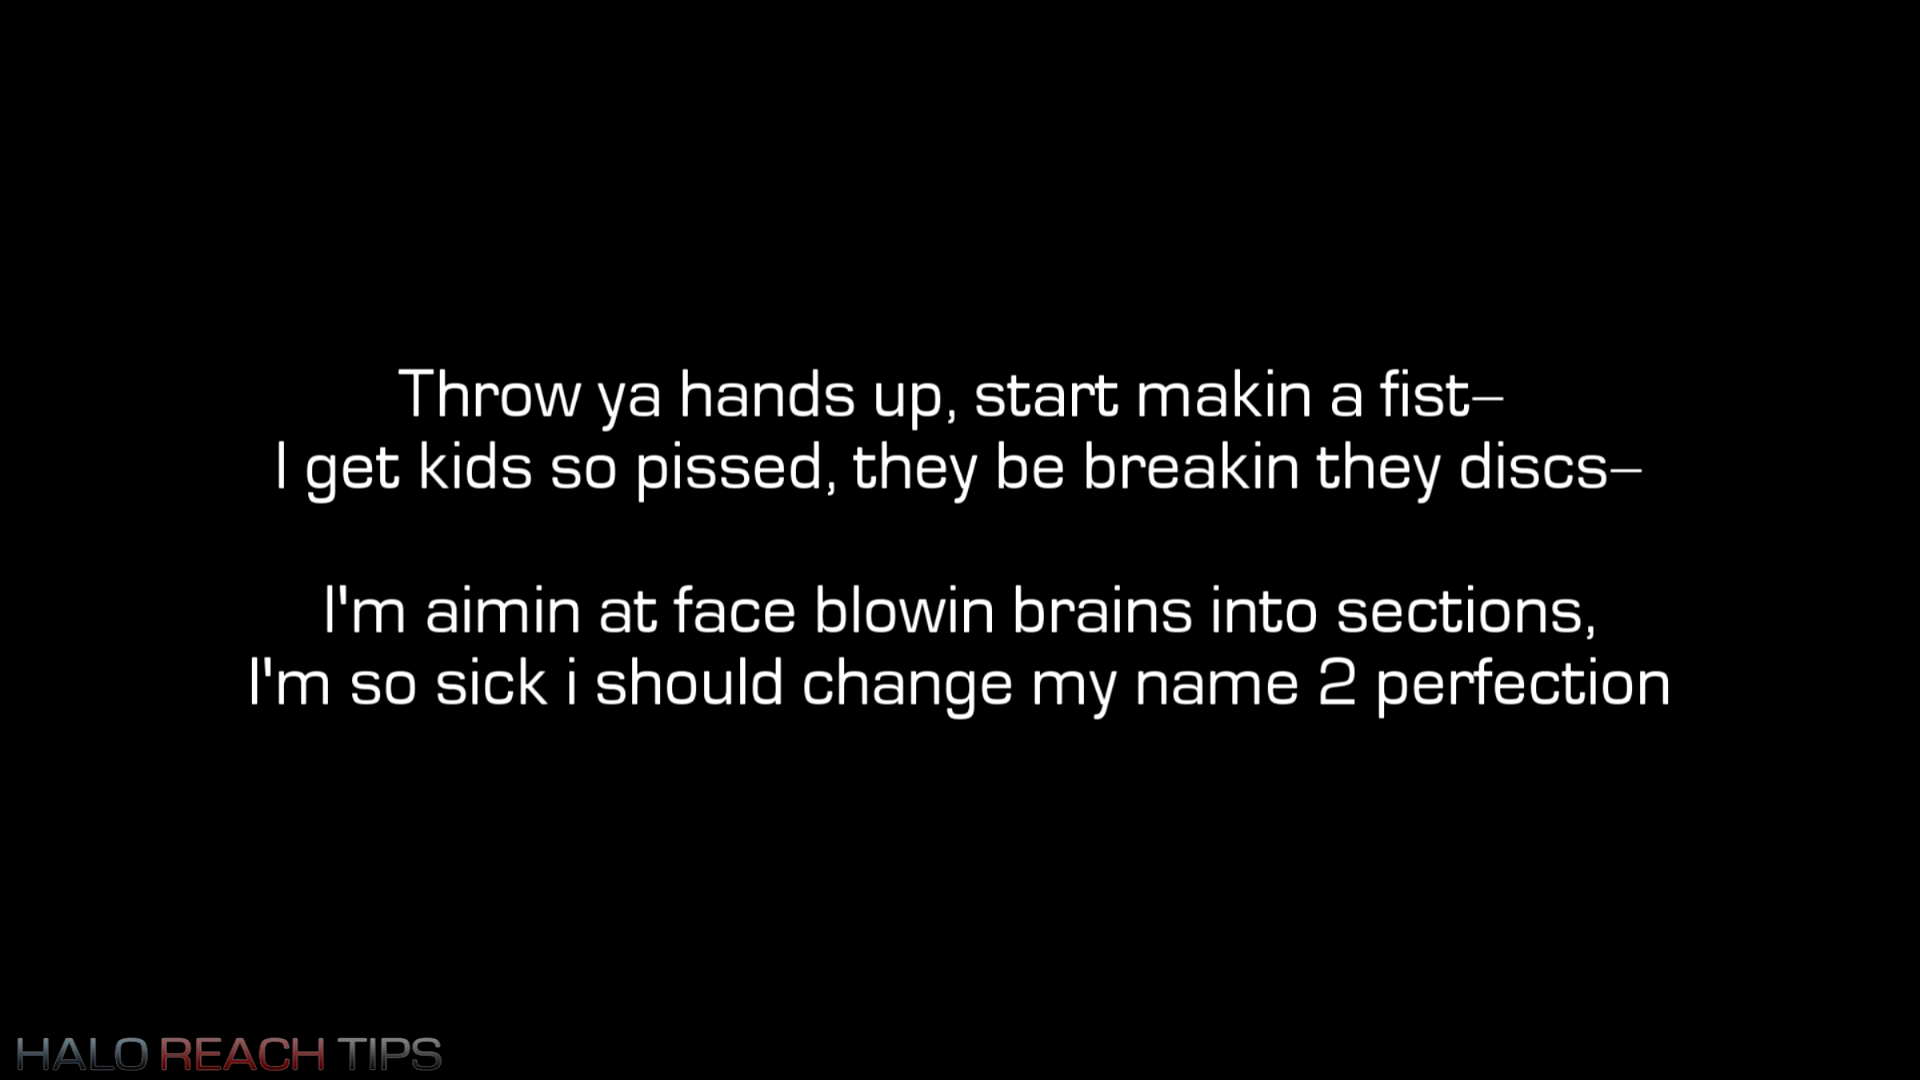 Throw ya hands up, start makin a fist–
I get kids so pissed, they be breakin they discs–
I'm aimin at face blowin brains into sections,
I'm so sick i should change my name 2 perfection
HALO REACH TIPS